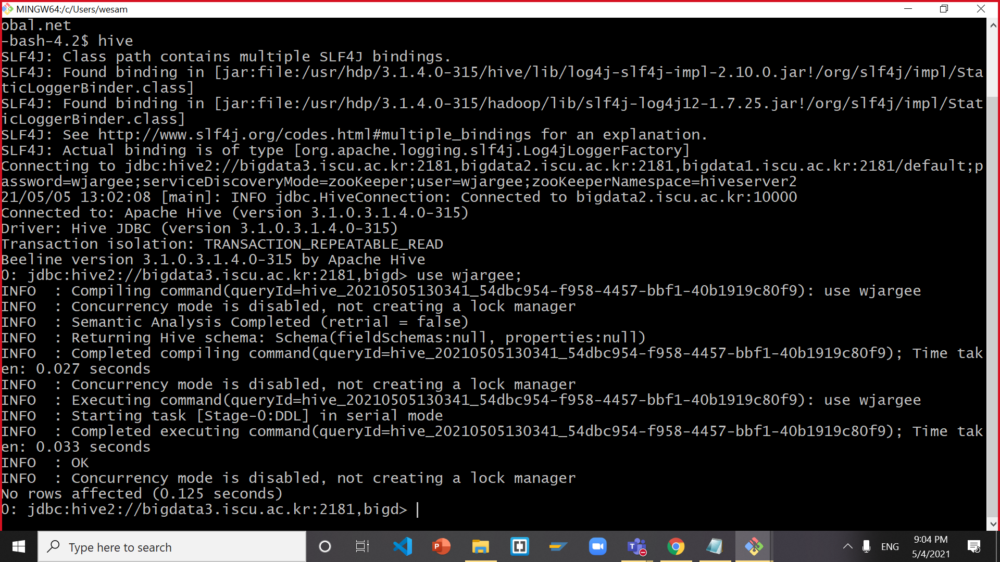 MINGW64:/c/Users/wesam
obal.net
-bash-4.2$ hive
SLF4J: Class path contains multiple SLF4J bindings.
SLF4J: Found binding in [jar:file:/usr/hdp/3.1.4.0-315/hive/lib/log4j-slf4j-impl-2.10.0.jar!/org/slf4j/impl/Sta
ticLoggerBinder.class]
SLF4J: Found binding in [jar:file:/usr/hdp/3.1.4.0-315/hadoop/lib/slf4j-log4j12-1.7.25.jar!/org/slf4j/impl/Stat
icLoggerBinder.class]
SLF4J: See http://www.slf4j.org/codes.html#multiple_bindings for an explanation.
SLF4J: Actual binding is of type [org.apache.logging.slf4j.Log4jLoggerFactory]
Connecting to jdbc:hive2://bigdata3.iscu.ac.kr:2181,bigdata2.iscu.ac.kr:2181,bigdata1.iscu.ac.kr:2181/default;p
assword=wjargee;serviceDiscoveryMode=zooKeeper;user=wjargee;zooKeeperNamespace=hiveserver2
21/05/05 13:02:08 [main]: INFO jdbc.HiveConnection: Connected to bigdata2.iscu.ac.kr:10000
Connected to: Apache Hive (version 3.1.0.3.1.4.0-315)
Driver: Hive JDBC (version 3.1.0.3.1.4.0-315)
Transaction isolation: TRANSACTION_REPEATABLE_READ
Beeline version 3.1.0.3.1.4.0-315 by Apache Hive
0: jdbc:hive2://bigdata3.iscu.ac.kr:2181,bigd> use wjargee;
INFO  : Compiling command(queryId=hive_20210505130341_54dbc954-f958-4457-bbf1-40b1919c80f9): use wjargee
INFO  : Concurrency mode is disabled, not creating a lock manager
INFO  : Semantic Analysis Completed (retrial = false)
INFO  : Returning Hive schema: Schema(fieldSchemas:null, properties:null)
INFO  : Completed compiling command(queryId=hive_20210505130341_54dbc954-f958-4457-bbf1-40b1919c80f9); Time tak
en: 0.027 seconds
INFO  : Concurrency mode is disabled, not creating a lock manager
INFO  : Executing command(queryId=hive_20210505130341_54dbc954-f958-4457-bbf1-40b1919c80f9): use wjargee
INFO  : Starting task [Stage-0:DDL] in serial mode
INFO  : Completed executing command(queryId=hive_20210505130341_54dbc954-f958-4457-bbf1-40b1919c80f9); Time tak
en: 0.033 seconds
INFO  : OK
INFO  : Concurrency mode is disabled, not creating a lock manager
No rows affected (0.125 seconds)
0: jdbc:hive2://bigdata3.iscu.ac.kr:2181,bigd>
Type here to search
ENG
9:04 PM
5/4/2021